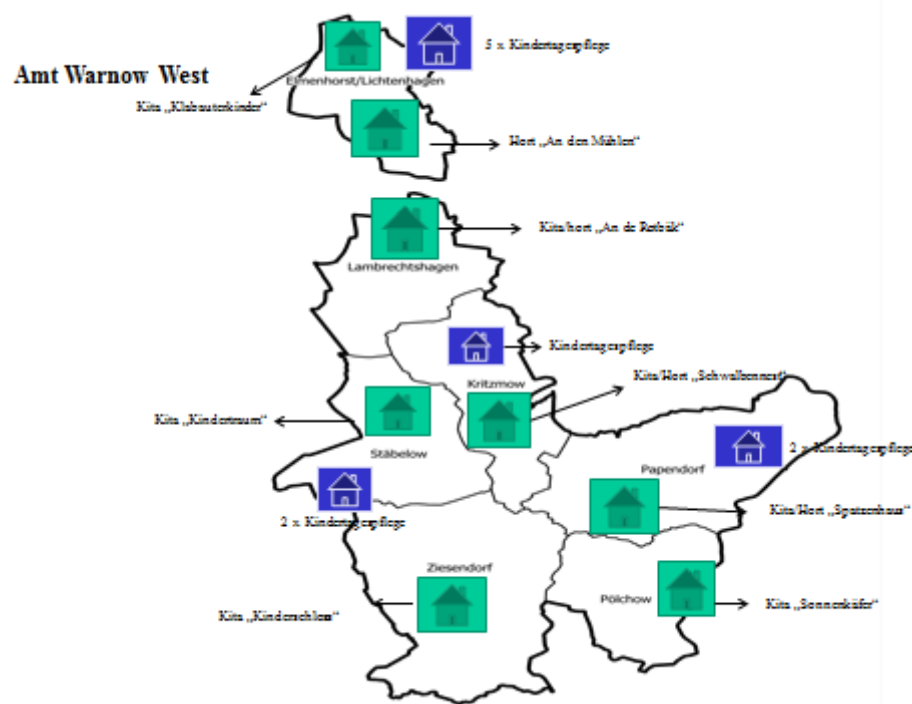 5 x Kindertagespflege
Amt Warnow West
Elmenhorst/Lichtenhagen
Kita „Klabauterkinder“
Hort „An den Mühlen“
Kita/hort „An de Rotbäk“
Lambrechtshagen
Kindertagespflege
Kita/Hort „Schwalbennest“
Kritzmow
Kita „Kindertraum“
Stäbelow
2 x Kindertagespflege
Papendorf
Kita/Hort „Spatzenhaus“
2 x Kindertagespflege
Ziesendorf
Pölchow
Kita „Sonnenkäfer“
Kita „Kinderschloss“